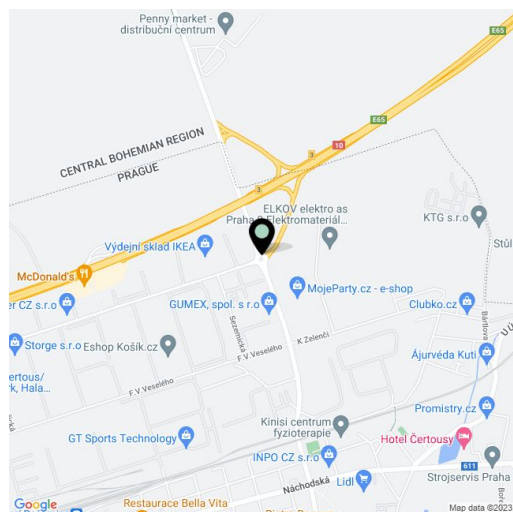 Penny market -
distribuční centrum
E65
E65
10
3
CENTRAL BOHEMIAN REGION
PRAGUE
3
ELKOV elektro as
Elektromateriál...
KTG s.r.o
Výdejní sklad IKEA
McDonald's
MojeParty.cz - e-shop
CZ s.r.o
GUMEX, spol. s r.o
Clubko.cz
Sezemická
K Zelenči
Bártlova
Storge s.r.o
Eshop Košík.cz
F. V. Veselého
Ájurvéda Kuti
F. V. Veselého
Promistry.cz
Kinisi centrum
fyzioterapie
GT Sports Technology
Hotel Čertousy
INPO CZ s.r.o
611
Strojservis Praha
Náchodská
Lidl
Restaurace Bella Vita
Google
Map data ©2023